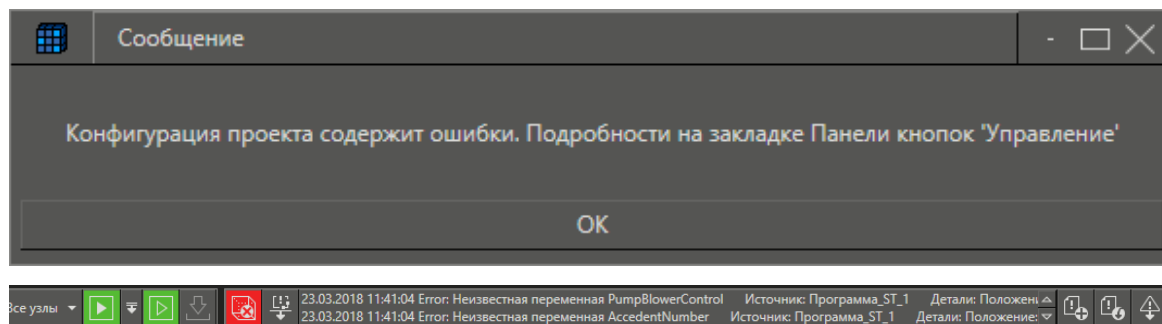 Сообщение
Конфигурация проекта содержит ошибки. Подробности на закладке Панели кнопок 'Управление'
ОК
Все узлы
23.03.2018 11:41:04 Error: Неизвестная переменная PumpBlowerControl Источник: Программа_ST_1 Детали:
23.03.2018 11:41:04 Error: Неизвестная переменная AccedentNumber Источник: Программа_ST_1 Детали: Положение: